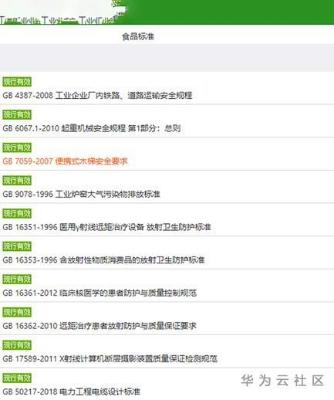 食品标准
现行有效
GB 4387-2008 工业企业厂内铁路、道路运输安全规程
现行有效
GB 6067.1-2010 起重机械安全规程 第1部分：总则
现行有效
GB 7059-2007 便携式木梯安全要求
现行有效
GB 9078-1996 工业炉窑大气污染物排放标准
现行有效
GB 16351-1996 医用γ射线远距治疗设备 放射卫生防护标准
现行有效
GB 16353-1996 含放射性物质消费品的放射卫生防护标准
现行有效
GB 16361-2012 临床核医学的患者防护与质量控制规范
现行有效
GB 16362-2010 远距治疗患者放射防护与质量保证要求
现行有效
GB 17589-2011 X射线计算机断层摄影装置质量保证检测规范
现行有效
GB 50217-2018 电力工程电缆设计标准
华为云社区